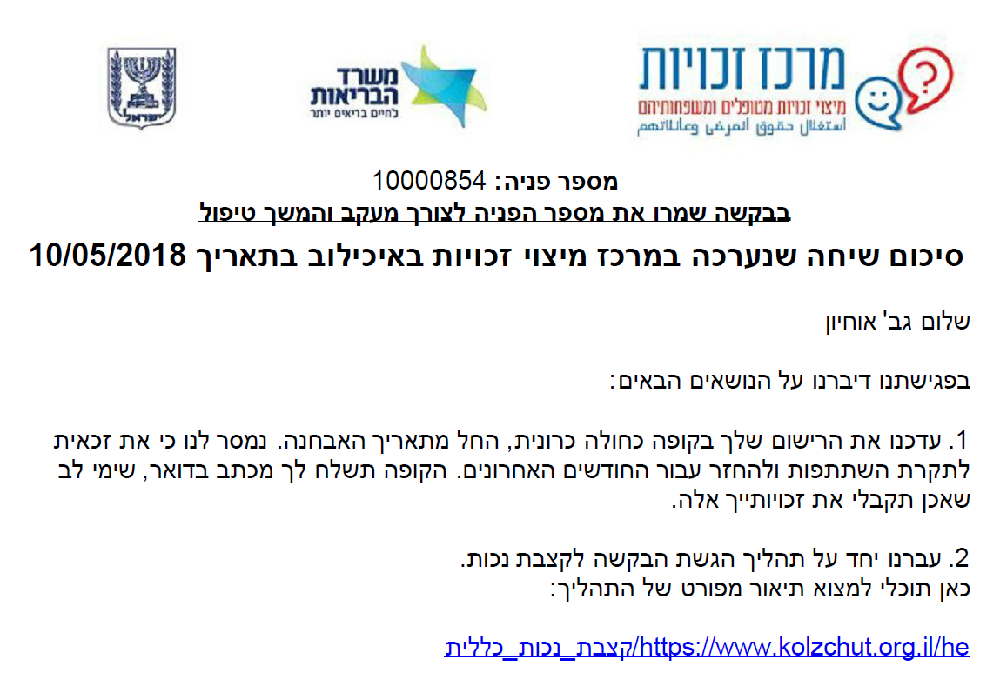 ישראל
משרד
הבריאות
לחיים בריאים יותר
מרכז זכויות
מיצוי זכויות מטופלים ומשפחותיהם
استغلال حقوق المرضى وعائلاتهم
?
מספר פניה: 10000854
בבקשה שמרו את מספר הפניה לצורך מעקב והמשך טיפול
סיכום שיחה שנערכה במרכז מיצוי זכויות באיכילוב בתאריך 10/05/2018
שלום גב' אוחיון
בפגישתנו דיברנו על הנושאים הבאים:
1. עדכנו את הרישום שלך בקופה כחולה כרונית, החל מתאריך האבחנה. נמסר לנו כי את זכאית
לתקרת השתתפות ולהחזר עבור החודשים האחרונים. הקופה תשלח לך מכתב בדואר, שימי לב
שאכן תקבלי את זכויותייך אלה.
2. עברנו יחד על תהליך הגשת הבקשה לקצבת נכות.
כאן תוכלי למצוא תיאור מפורט של התהליך:
https://www.kolzchut.org.il/he/קצבת_נכות_כללית